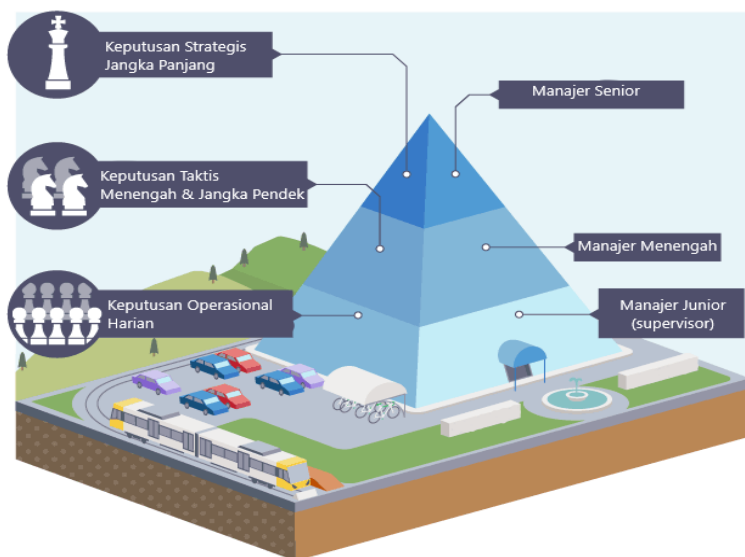 Keputusan Strategis
Jangka Panjang
Manajer Senior
Keputusan Taktis
Menengah & Jangka Pendek
Manajer Menengah
Keputusan Operasional
Harian
Manajer Junior
(supervisor)